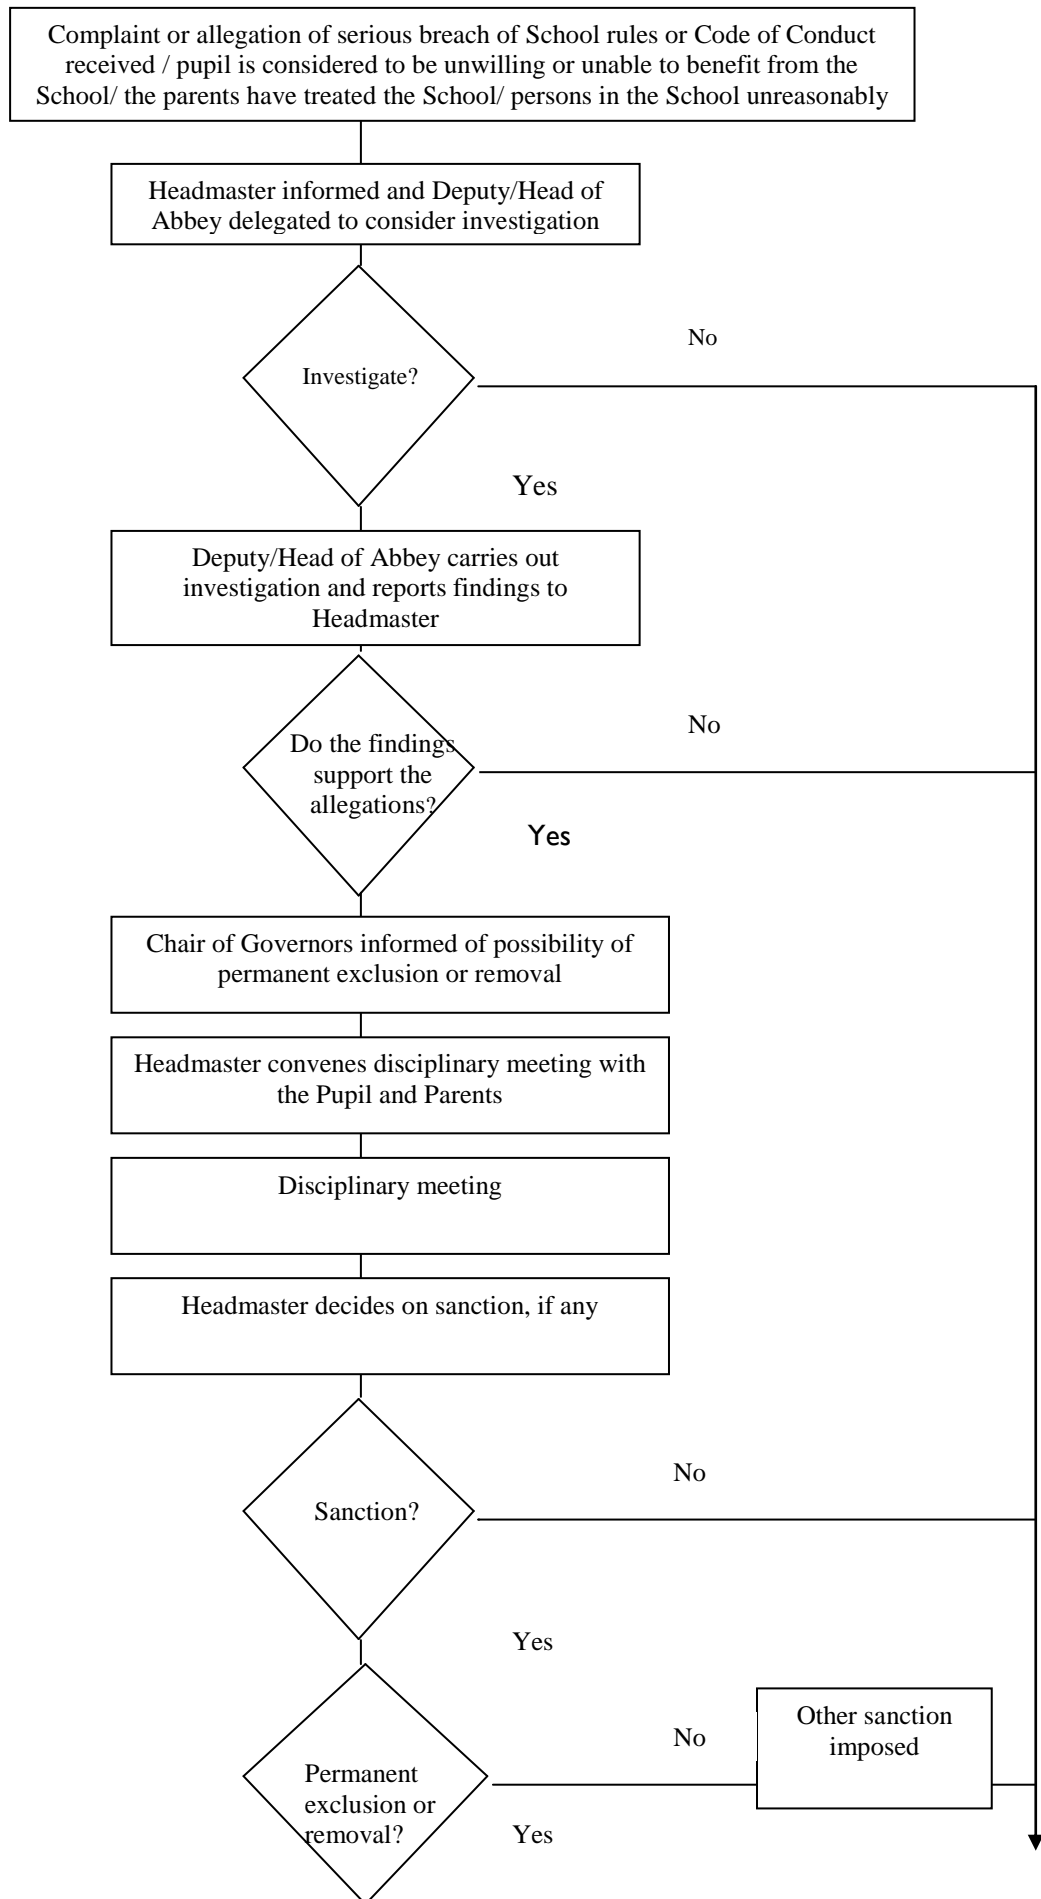 Complaint or allegation of serious breach of School rules or Code of Conduct
received / pupil is considered to be unwilling or unable to benefit from the
School/ the parents have treated the School/ persons in the School unreasonably
Headmaster informed and Deputy/Head of
Abbey delegated to consider investigation
No
Investigate?
Yes
Deputy/Head of Abbey carries out
investigation and reports findings to
Headmaster
No
Do the findings
support the
allegations?
Yes
Chair of Governors informed of possibility of
permanent exclusion or removal
Headmaster convenes disciplinary meeting with
the Pupil and Parents
Disciplinary meeting
Headmaster decides on sanction, if any
No
Sanction?
Yes
Other sanction
imposed
No
Permanent
exclusion or
removal?
Yes